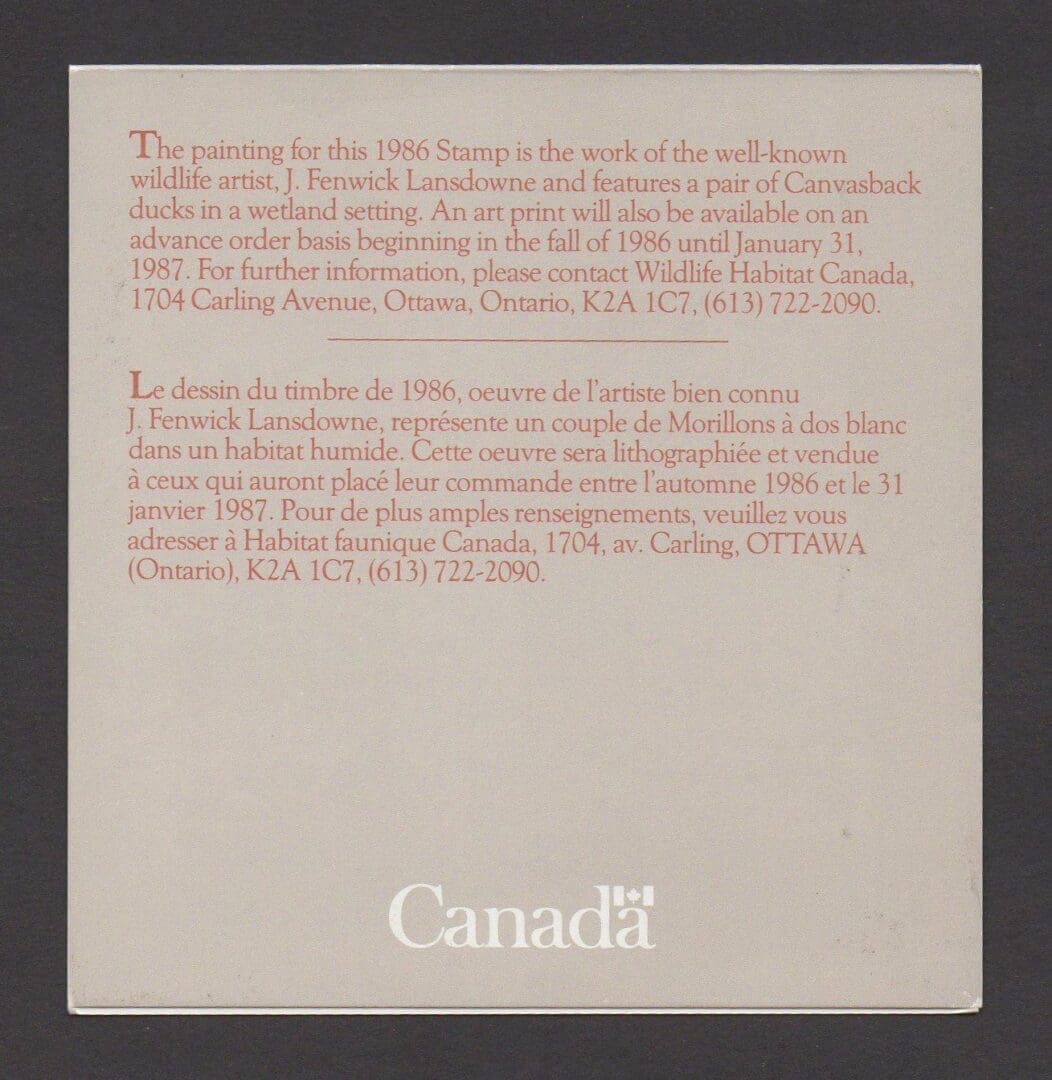 The painting for this 1986 Stamp is the work of the well-known
wildlife artist, J. Fenwick Lansdowne and features a pair of Canvasback
ducks in a wetland setting. An art print will also be available on an
advance order basis beginning in the fall of 1986 until January 31,
1987. For further information, please contact Wildlife Habitat Canada,
1704 Carling Avenue, Ottawa, Ontario, K2A 1C7, (613) 722-2090.
Le dessin du timbre de 1986, oeuvre de l'artiste bien connu
J. Fenwick Lansdowne, représente un couple de Morillons à dos blanc
dans un habitat humide. Cette oeuvre sera lithographiée et vendue
à ceux qui auront placé leur commande entre l'automne 1986 et le 31
janvier 1987. Pour de plus amples renseignements, veuillez vous
adresser à Habitat faunique Canada, 1704, av. Carling, OTTAWA
(Ontario), K2A 1C7, (613) 722-2090.
Canada